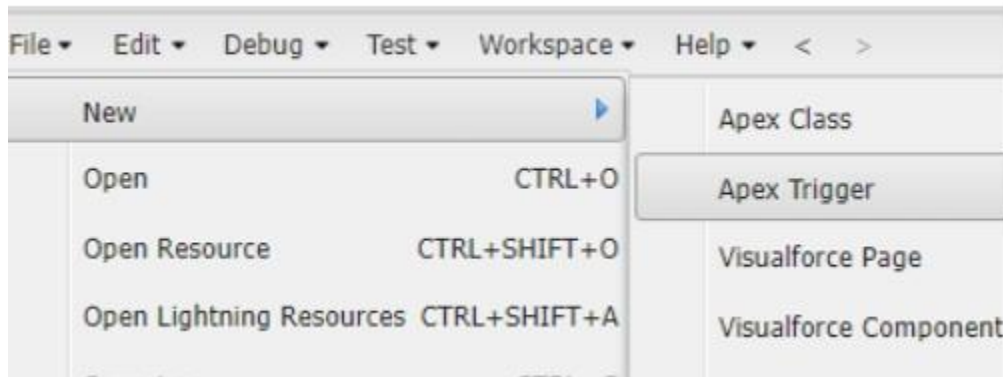 File Edit Debug Test Workspace Help < >
New
Open CTRL+O
Open Resource CTRL+SHIFT+O
Open Lightning Resources CTRL+SHIFT+A
Apex Class
Apex Trigger
Visualforce Page
Visualforce Component